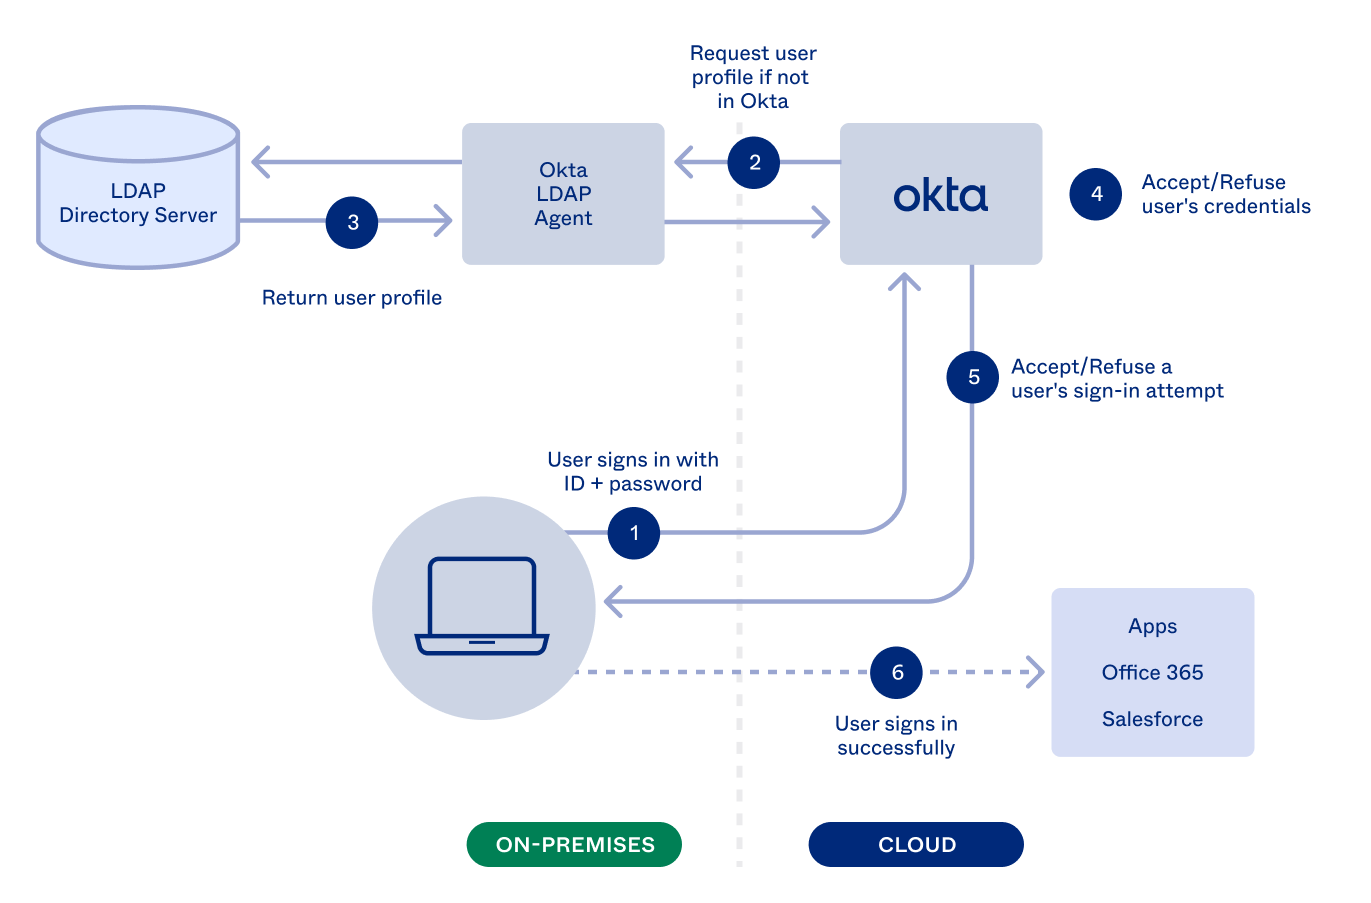 Request user
profile if not
in Okta
LDAP
Directory Server
Okta
LDAP
Agent
2
okta
4
Accept/Refuse
user's credentials
3
Return user profile
5
Accept/Refuse a
user's sign-in attempt
User signs in with
ID + password
1
Apps
Office 365
Salesforce
6
User signs in
successfully
ON-PREMISES
CLOUD